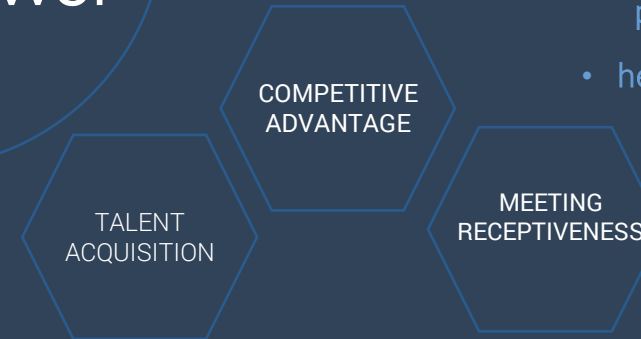 COMPETITIVE
ADVANTAGE
TALENT
ACQUISITION
MEETING
RECEPTIVENESS